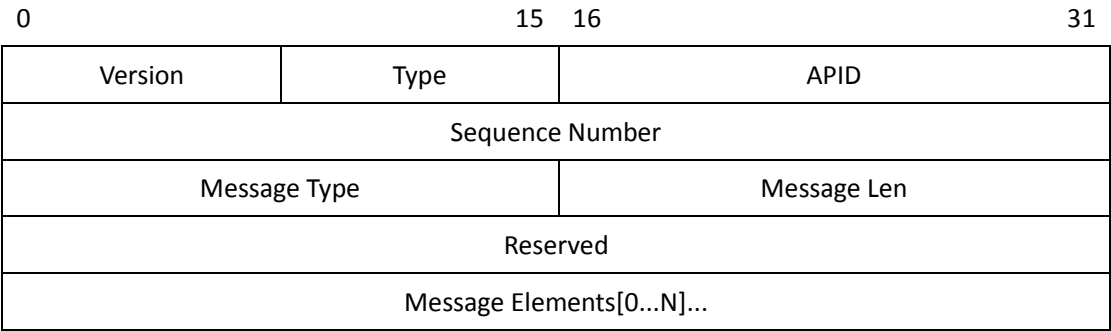 0 15 16 31
Version Type APID
Sequence Number
Message Type Message Len
Reserved
Message Elements[0...N]...